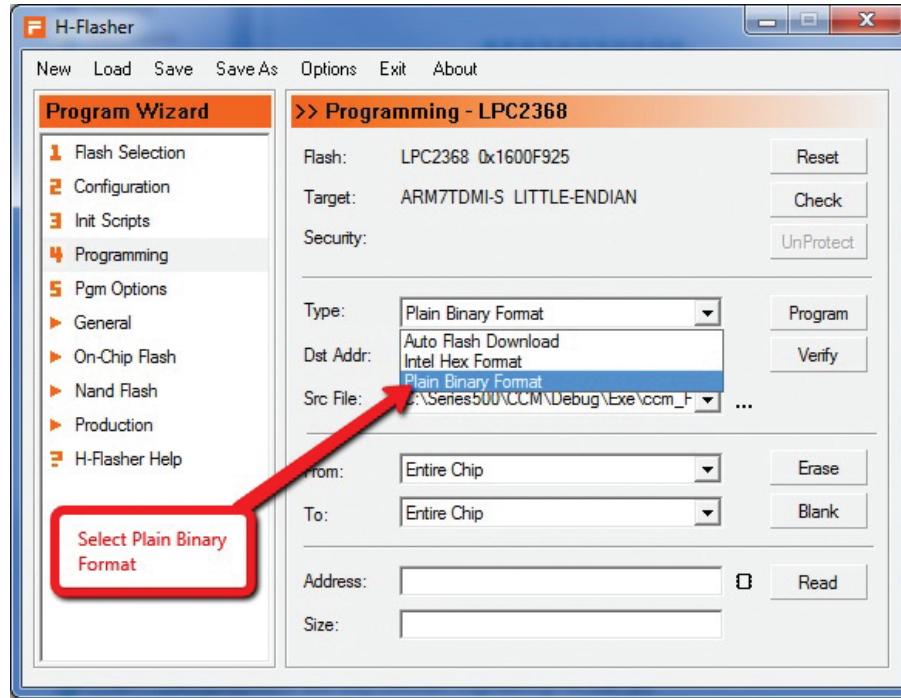 H-Flasher
New Load Save Save As Options Exit About
Program Wizard
1 Flash Selection
2 Configuration
3 Init Scripts
4 Programming
5 Pgm Options
General
On-Chip Flash
Nand Flash
Production
? H-Flasher Help
>> Programming - LPC2368
Flash: LPC2368 0x1600F925 Reset
Target: ARM7TDMI-S LITTLE-ENDIAN Check
Security: UnProtect
Type: Plain Binary Format Program
Auto Flash Download
Dst Addr: Intel Hex Format Verify
Plain Binary Format
Src File: C:\Series500\CCM\Debug\Exe\ccm_F ...
From: Entire Chip Erase
To: Entire Chip Blank
Address: Read
Size:
Select Plain Binary
Format